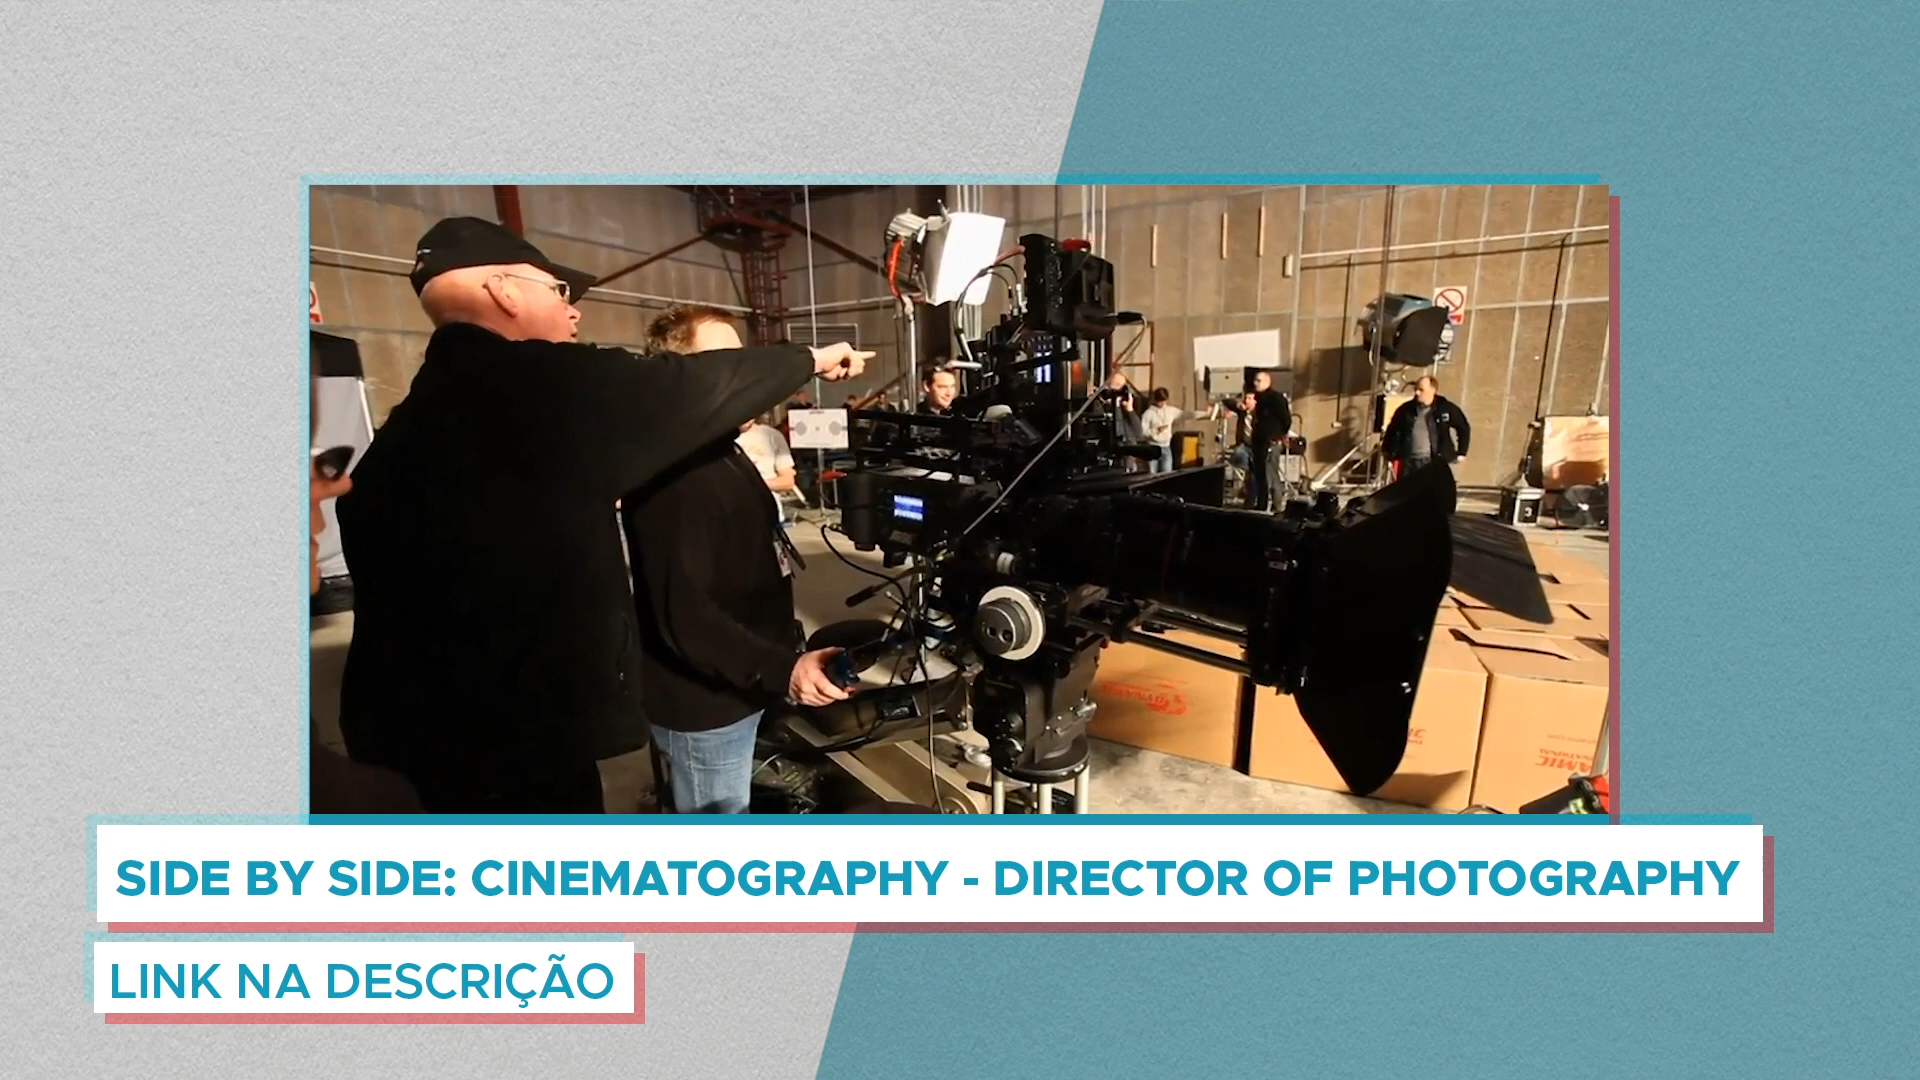 SIDE BY SIDE: CINEMATOGRAPHY - DIRECTOR OF PHOTOGRAPHY
LINK NA DESCRIÇÃO